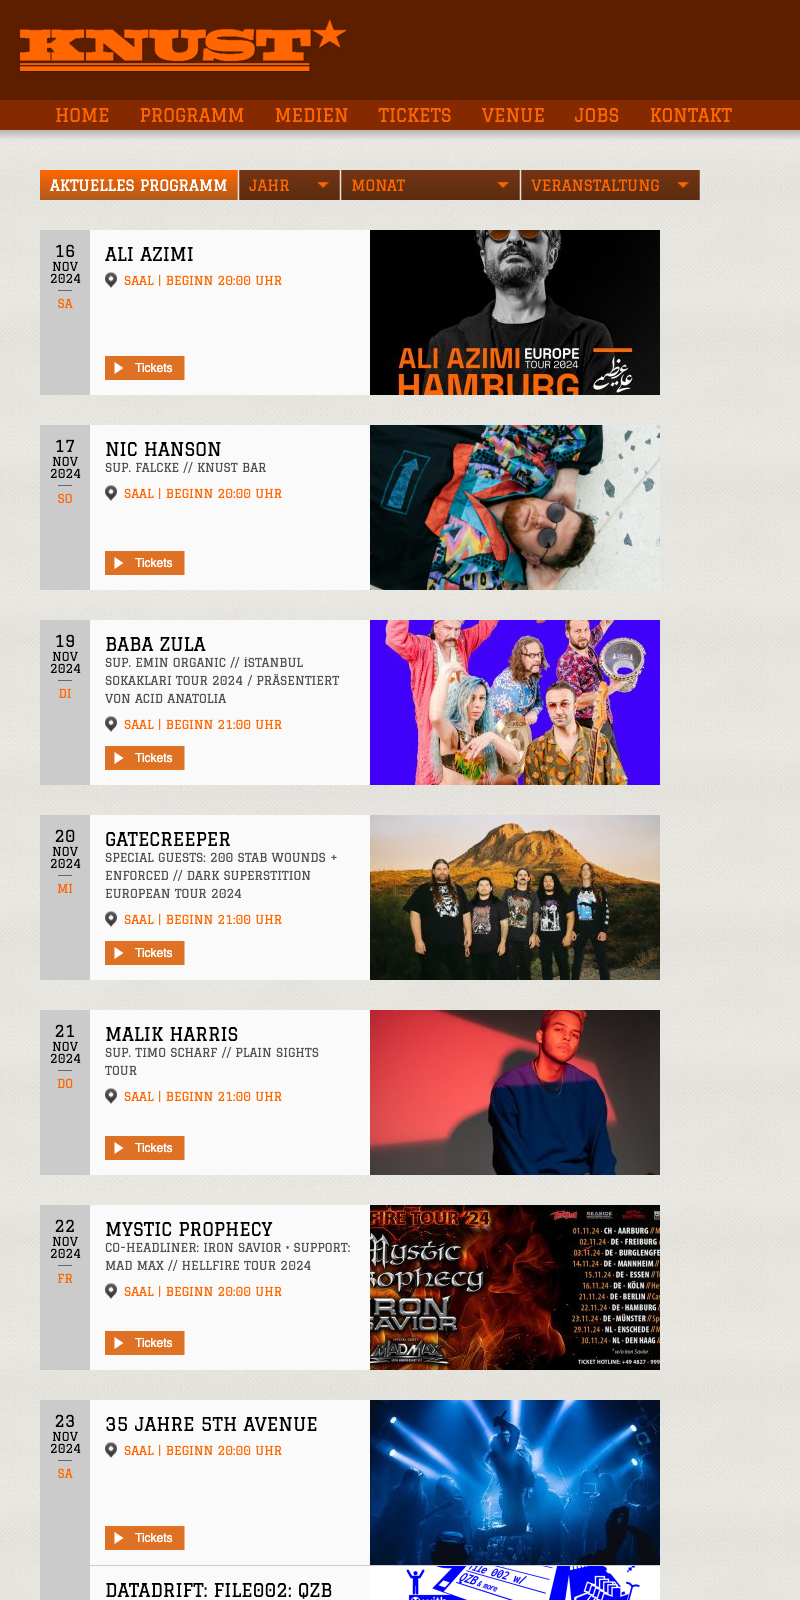 KNUST
HOME PROGRAMM MEDIEN TICKETS VENUE JOBS KONTAKT
AKTUELLES PROGRAMM JAHR MONAT VERANSTALTUNG
16
NOV
2024
SA
ALI AZIMI
SAAL | BEGINN 20:00 UHR
Tickets
ALI AZIMI EUROPE
TOUR 2024
HAMBURG
17
NOV
2024
SO
NIC HANSON
SUP. FALCKE // KNUST BAR
SAAL | BEGINN 20:00 UHR
Tickets
19
NOV
2024
DI
BABA ZULA
SUP. EMIN ORGANIC // İSTANBUL
SOKAKLARI TOUR 2024 / PRÄSENTIERT
VON ACID ANATOLIA
SAAL | BEGINN 21:00 UHR
Tickets
20
NOV
2024
MI
GATECREEPER
SPECIAL GUESTS: 200 STAB WOUNDS +
ENFORCED // DARK SUPERSTITION
EUROPEAN TOUR 2024
SAAL | BEGINN 21:00 UHR
Tickets
21
NOV
2024
DO
MALIK HARRIS
SUP. TIMO SCHARF // PLAIN SIGHTS
TOUR
SAAL | BEGINN 21:00 UHR
Tickets
22
NOV
2024
FR
MYSTIC PROPHECY
CO-HEADLINER: IRON SAVIOR • SUPPORT:
MAD MAX // HELLFIRE TOUR 2024
SAAL | BEGINN 20:00 UHR
Tickets
FIRE TOUR '24
Mystic
rophecy
RON
SAVIOR
SPECIAL GUEST
MADMAX
REASIDE
01.11.24 - CH - AARBURG //
02.11.24 - DE - FREIBURG
03.11.24 - DE - BURGLENGFE
14.11.24 - DE - MANNHEIM //
15.11.24 - DE - ESSEN //
16.11.24 - DE - KÖLN //
21.11.24 - DE - BERLIN //
22.11.24 - DE - HAMBURG /
23.11.24 - DE - MÜNSTER //
29.11.24 - NL - ENSCHEDE //
30.11.24 - NL - DEN HAAG /
* w/o Iron Savior
TICKET HOTLINE: +49 4827 - 999
23
NOV
2024
SA
35 JAHRE 5TH AVENUE
SAAL | BEGINN 20:00 UHR
Tickets
DATADRIFT: FILE002: QZB
File 002 w/
QZB & more